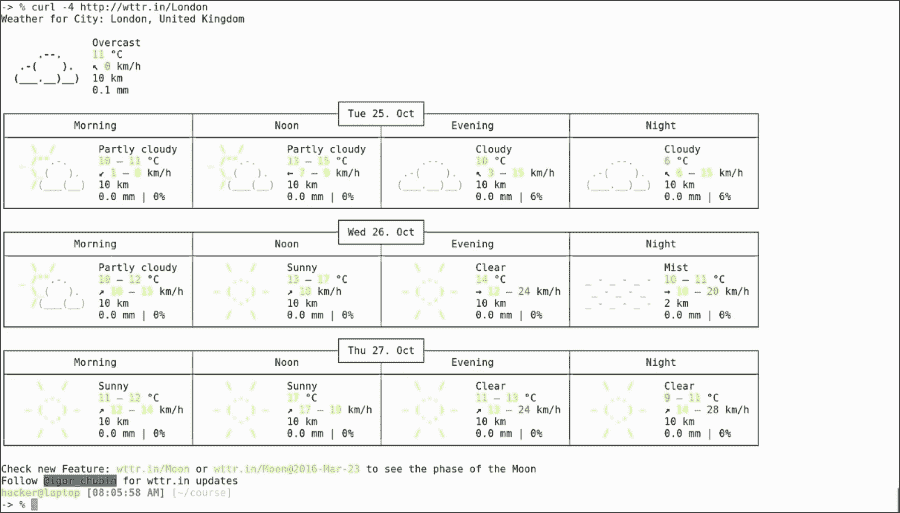 -> % curl -4 http://wttr.in/London
Weather for City: London, United Kingdom
Overcast
11 °C
↖ 0 km/h
10 km
0.1 mm
Tue 25. Oct
Morning Noon Evening Night
Partly cloudy Partly cloudy Cloudy Cloudy
10 – 11 °C 13 – 15 °C 10 °C 6 °C
↙ 1 – km/h ← 7 – km/h ↖ – 15 km/h ↖ – 15 km/h
10 km 10 km 10 km 10 km
0.0 mm | 0% 0.0 mm | 0% 0.0 mm | 6% 0.0 mm | 6%
Wed 26. Oct
Morning Noon Evening Night
Partly cloudy Sunny Clear Mist
10 – 12 °C 13 – 17 °C 14 °C 10 – 11 °C
↗ – km/h ↗ km/h → 12 – 24 km/h → – 20 km/h
10 km 10 km 10 km 2 km
0.0 mm | 0% 0.0 mm | 0% 0.0 mm | 0% 0.0 mm | 0%
Thu 27. Oct
Morning Noon Evening Night
Sunny Sunny Clear Clear
11 – 12 °C 17 °C 11 – 13 °C 9 – 11 °C
↗ 12 – 14 km/h ↗ 17 – 19 km/h ↗ – 24 km/h ↗ 14 – 28 km/h
10 km 10 km 10 km 10 km
0.0 mm | 0% 0.0 mm | 0% 0.0 mm | 0% 0.0 mm | 0%
Check new Feature: wttr.in/Moon or wttr.in/Moon@2016-Mar-23 to see the phase of the Moon
Follow @igor_chubin for wttr.in updates
hacker@laptop [08:05:58 AM] [~/course]
-> %